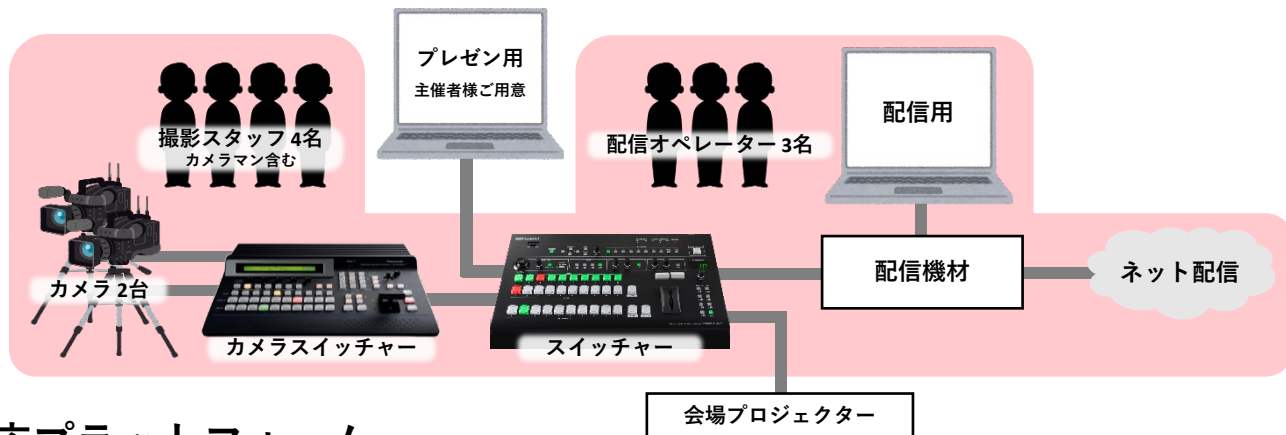 プレゼン用
主催者様ご用意
撮影スタッフ 4名
カメラマン含む
配信オペレーター 3名
配信用
カメラ 2台
カメラスイッチャー
スイッチャー
配信機材
ネット配信
会場プロジェクター